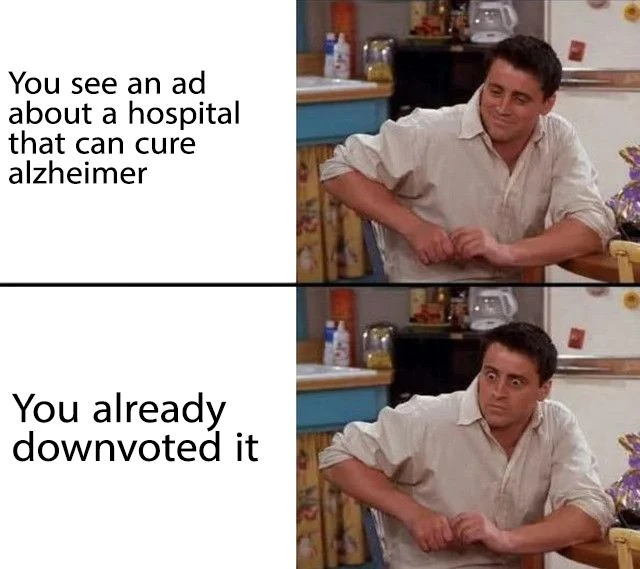 You see an ad
about a hospital
that can cure
alzheimer
You already
downvoted it